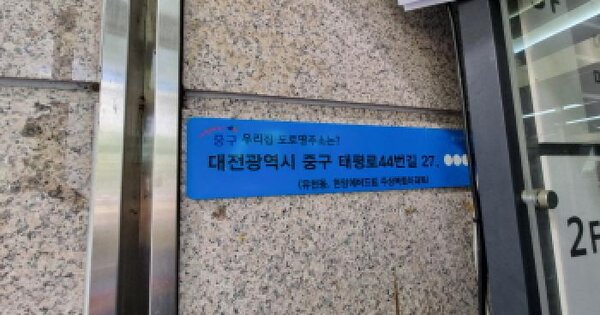 중구 우리집 도로명주소는?
대전광역시 중구 태평로44번길 27,
(유천동,
2F